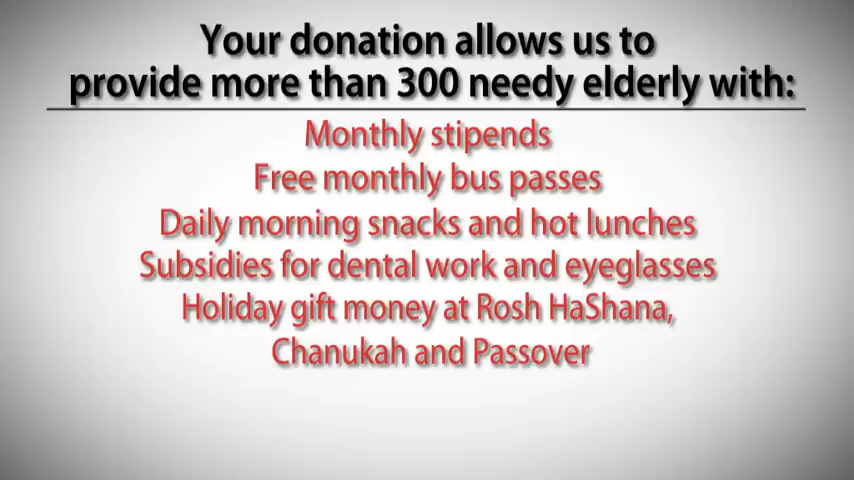 Your donation allows us to
provide more than 300 needy elderly with:
Monthly stipends
Free monthly bus passes
Daily morning snacks and hot lunches
Subsidies for dental work and eyeglasses
Holiday gift money at Rosh HaShana,
Chanukah and Passover